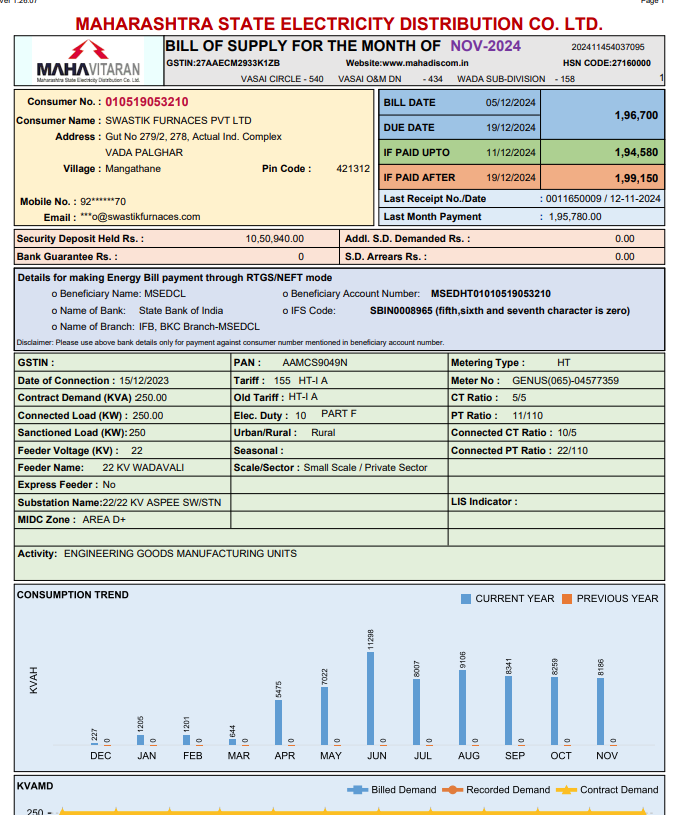 Ver 1.26.07 Page 1
MAHARASHTRA STATE ELECTRICITY DISTRIBUTION CO. LTD.
MAHAVITARAN
Maharashtra State Electricity Distribution Co. Ltd.
BILL OF SUPPLY FOR THE MONTH OF NOV-2024 202411454037095
GSTIN:27AAECM2933K1ZB Website:www.mahadiscom.in HSN CODE:27160000
VASAI CIRCLE - 540 VASAI O&M DN - 434 WADA SUB-DIVISION - 158 1
Consumer No. : 010519053210
Consumer Name : SWASTIK FURNACES PVT LTD
Address : Gut No 279/2, 278, Actual Ind. Complex
VADA PALGHAR
Village : Mangathane Pin Code : 421312
Mobile No. : 92******70
Email : ***o@swastikfurnaces.com
BILL DATE 05/12/2024 1,96,700
DUE DATE 19/12/2024
IF PAID UPTO 11/12/2024 1,94,580
IF PAID AFTER 19/12/2024 1,99,150
Last Receipt No./Date : 0011650009 / 12-11-2024
Last Month Payment : 1,95,780.00
Security Deposit Held Rs. : 10,50,940.00 Addl. S.D. Demanded Rs. : 0.00
Bank Guarantee Rs. : 0 S.D. Arrears Rs. : 0.00
Details for making Energy Bill payment through RTGS/NEFT mode
o Beneficiary Name: MSEDCL o Beneficiary Account Number: MSEDHT01010519053210
o Name of Bank: State Bank of India o IFS Code: SBIN0008965 (fifth,sixth and seventh character is zero)
o Name of Branch: IFB, BKC Branch-MSEDCL
Disclaimer: Please use above bank details only for payment against consumer number mentioned in beneficiary account number.
GSTIN : PAN : AAMCS9049N Metering Type : HT
Date of Connection : 15/12/2023 Tariff : 155 HT-I A Meter No : GENUS(065)-04577359
Contract Demand (KVA) :250.00 Old Tariff : HT-I A CT Ratio : 5/5
Connected Load (KW) : 250.00 Elec. Duty : 10 PART F PT Ratio : 11/110
Sanctioned Load (KW): 250 Urban/Rural : Rural Connected CT Ratio : 10/5
Feeder Voltage (KV) : 22 Seasonal : Connected PT Ratio : 22/110
Feeder Name: 22 KV WADAVALI Scale/Sector : Small Scale / Private Sector
Express Feeder : No
Substation Name:22/22 KV ASPEE SW/STN LIS Indicator :
MIDC Zone : AREA D+
Activity: ENGINEERING GOODS MANUFACTURING UNITS
CONSUMPTION TREND
CURRENT YEAR PREVIOUS YEAR
KVAH
227 0 1205 0 1201 0 644 0 5475 0 7022 0 11298 0 8007 0 9106 0 8341 0 8259 0 8186 0
DEC JAN FEB MAR APR MAY JUN JUL AUG SEP OCT NOV
KVAMD
Billed Demand Recorded Demand Contract Demand
250